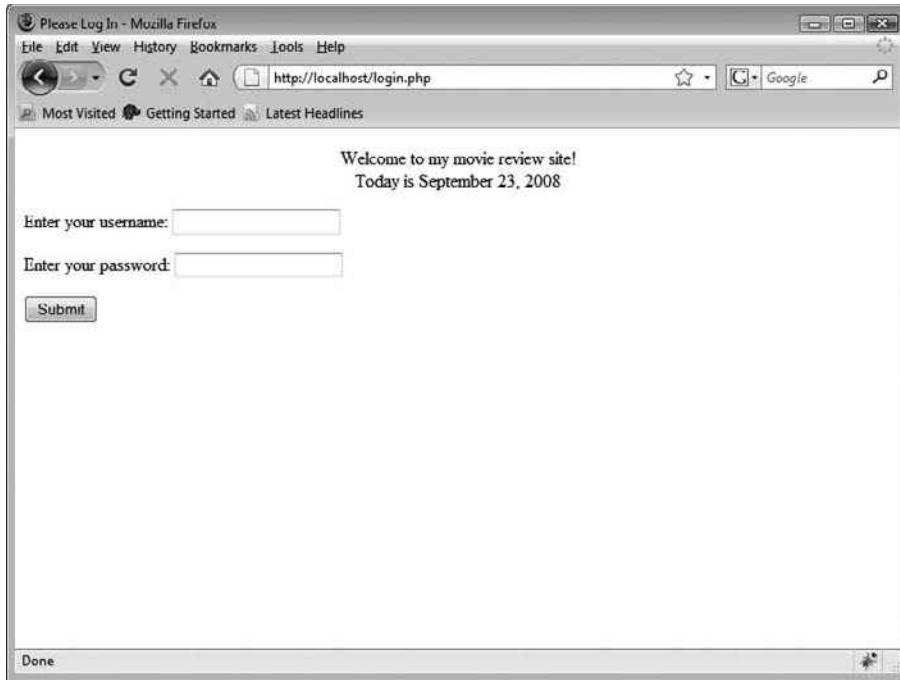 Please Log In - Mozilla Firefox
File Edit View History Bookmarks Tools Help
http://localhost/login.php
G Google
Most Visited Getting Started Latest Headlines
Welcome to my movie review site!
Today is September 23, 2008
Enter your username:
Enter your password:
Submit
Done